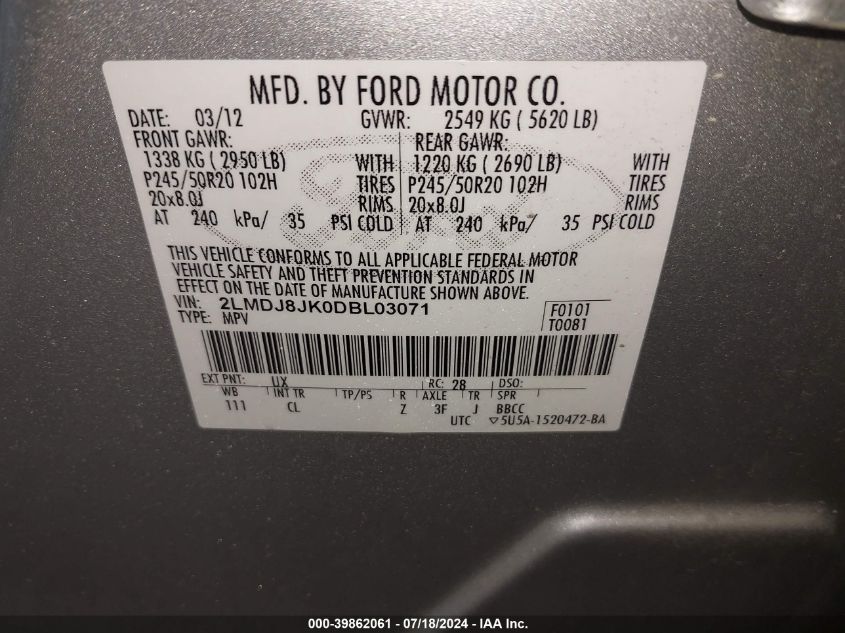 MFD. BY FORD MOTOR CO.
DATE: 03/12 GVWR: 2549 KG ( 5620 LB)
FRONT GAWR: REAR GAWR:
1338 KG ( 2950 LB) WITH 1220 KG ( 2690 LB) WITH
P245/50R20 102H TIRES P245/50R20 102H TIRES
20x8.0J RIMS 20x8.0J RIMS
AT 240 kPa/ 35 PSI COLD AT 240 kPa/ 35 PSI COLD
THIS VEHICLE CONFORMS TO ALL APPLICABLE FEDERAL MOTOR
VEHICLE SAFETY AND THEFT PREVENTION STANDARDS IN
EFFECT ON THE DATE OF MANUFACTURE SHOWN ABOVE.
VIN: 2LMDJ8JK0DBL03071 F0101
TYPE: MPV T0081
EXT PNT: UX RC: 28 DSO:
WB INT TR TP/PS R AXLE TR SPR
111 CL Z 3F J BBCC
UTC ▽5U5A-1520472-BA
000-39862061 / 07/18/2024 - IAA Inc.